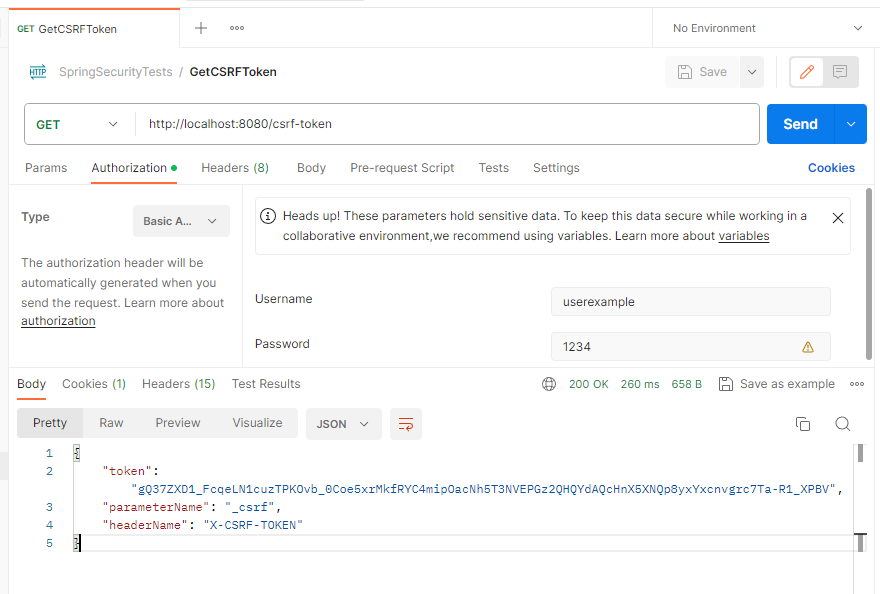 GET GetCSRFToken
No Environment
HTTP SpringSecurityTests / GetCSRFToken
Save
GET http://localhost:8080/csrf-token
Send
Params Authorization Headers (8) Body Pre-request Script Tests Settings Cookies
Type Basic A...
The authorization header will be
automatically generated when you
send the request. Learn more about
authorization
Heads up! These parameters hold sensitive data. To keep this data secure while working in a
collaborative environment,we recommend using variables. Learn more about variables
Username userexample
Password 1234
Body Cookies (1) Headers (15) Test Results 200 OK 260 ms 658 B Save as example
Pretty Raw Preview Visualize JSON
1 {
2 "token":
"gQ37ZXD1_FcqeLN1cuzTPKOvb_0Coe5xrMkfRYC4mipOacNh5T3NVEPGz2QHQYdAQcHnX5XNQp8yxYxcnvgrc7Ta-R1_XPBV",
3 "parameterName": "_csrf",
4 "headerName": "X-CSRF-TOKEN"
5 }